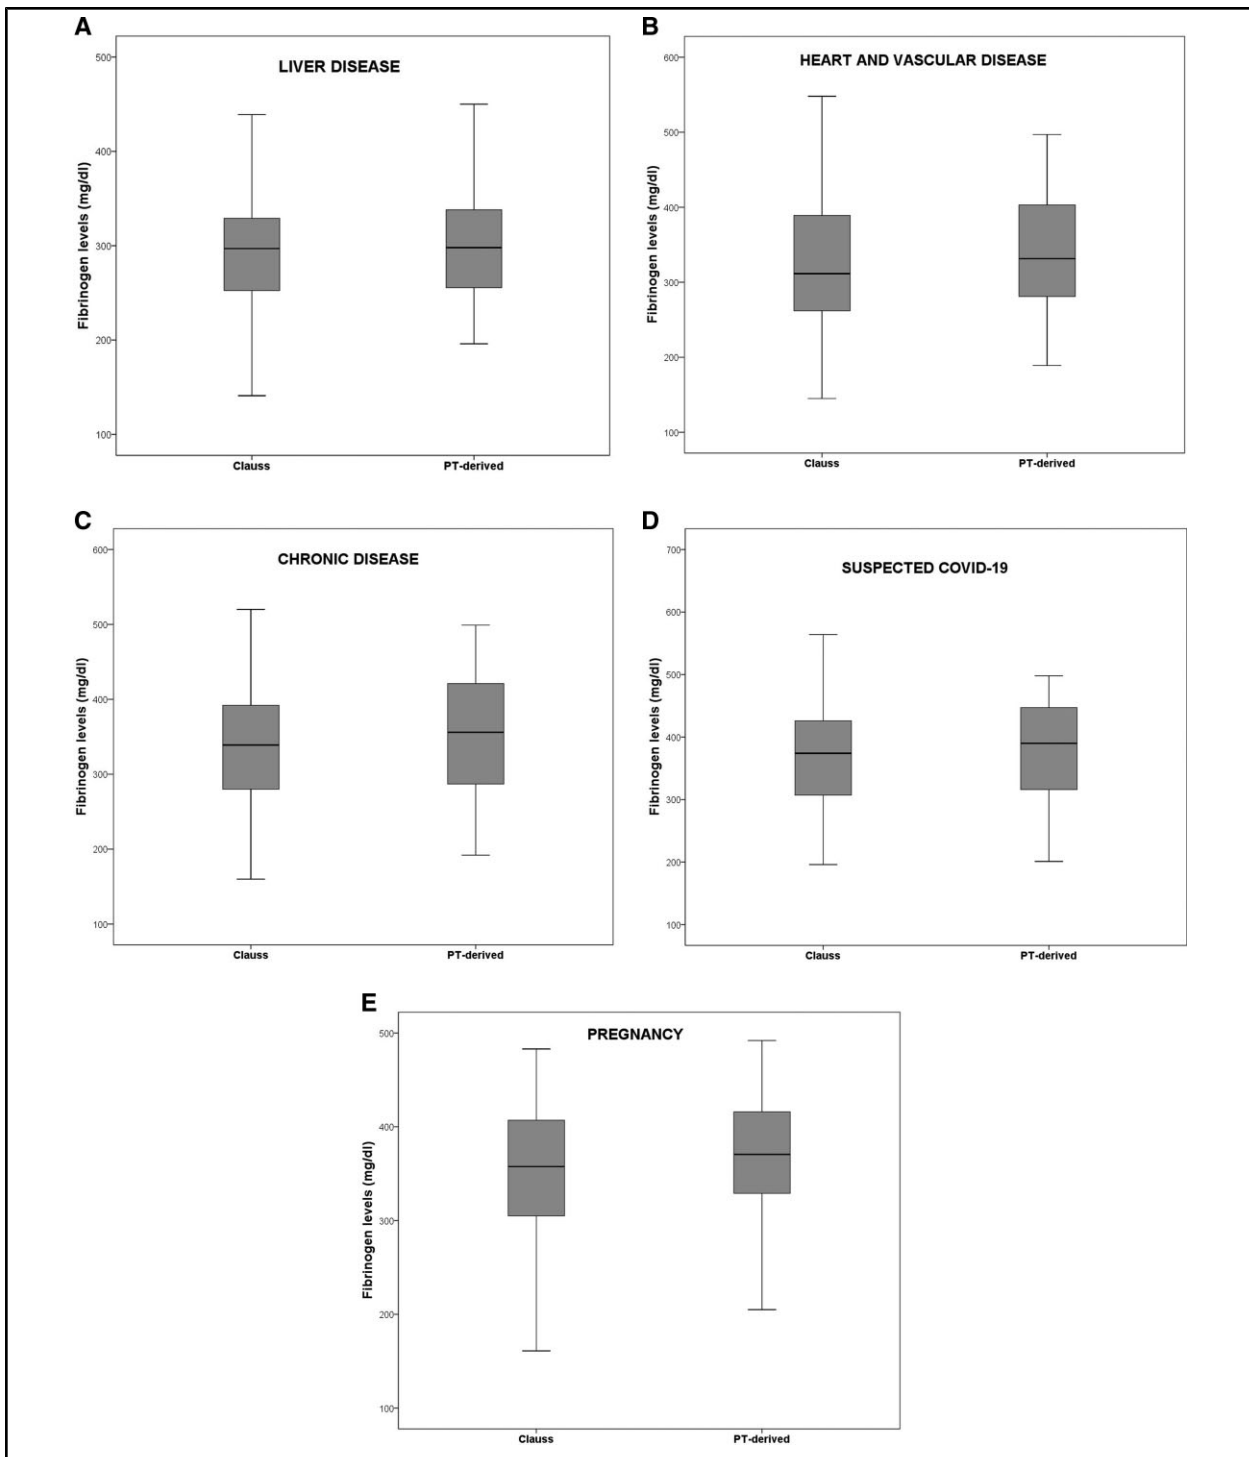 A
LIVER DISEASE
Fibrinogen levels (mg/dl)
500
400
300
200
100
Clauss
PT-derived
B
HEART AND VASCULAR DISEASE
Fibrinogen levels (mg/dl)
600
500
400
300
200
100
Clauss
PT-derived
C
CHRONIC DISEASE
Fibrinogen levels (mg/dl)
600
500
400
300
200
100
Clauss
PT-derived
D
SUSPECTED COVID-19
Fibrinogen levels (mg/dl)
700
600
500
400
300
200
100
Clauss
PT-derived
E
PREGNANCY
Fibrinogen levels (mg/dl)
500
400
300
200
100
Clauss
PT-derived